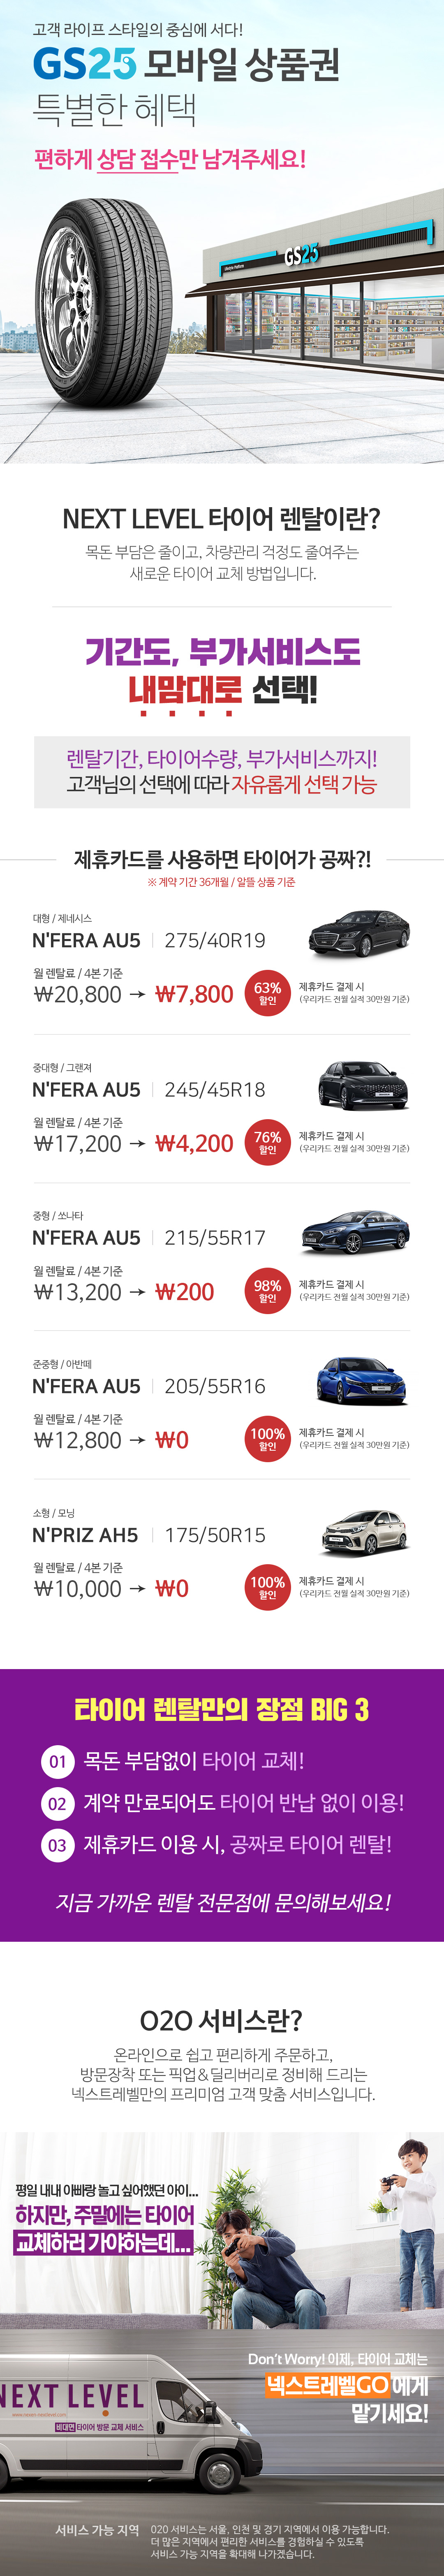 고객 라이프 스타일의 중심에 서다!
GS25 모바일 상품권
특별한 혜택
편하게 상담 접수만 남겨주세요!
Lifestyle Platform
GS25
NEXT LEVEL 타이어 렌탈이란?
목돈 부담은 줄이고, 차량관리 걱정도 줄여주는
새로운 타이어 교체 방법입니다.
기간도, 부가서비스도
내맘대로 선택!
렌탈기간, 타이어수량, 부가서비스까지!
고객님의 선택에 따라 자유롭게 선택 가능
제휴카드를 사용하면 타이어가 공짜?!
※ 계약 기간 36개월 / 알뜰 상품 기준
대형 / 제네시스
N'FERA AU5 | 275/40R19
월 렌탈료 / 4본 기준
₩20,800 → ₩7,800
63%
할인
제휴카드 결제 시
(우리카드 전월 실적 30만원 기준)
중대형 / 그랜져
N'FERA AU5 | 245/45R18
월 렌탈료 / 4본 기준
₩17,200 → ₩4,200
76%
할인
제휴카드 결제 시
(우리카드 전월 실적 30만원 기준)
중형 / 쏘나타
N'FERA AU5 | 215/55R17
월 렌탈료 / 4본 기준
₩13,200 → ₩200
98%
할인
제휴카드 결제 시
(우리카드 전월 실적 30만원 기준)
준중형 / 아반떼
N'FERA AU5 | 205/55R16
월 렌탈료 / 4본 기준
₩12,800 → ₩0
100%
할인
제휴카드 결제 시
(우리카드 전월 실적 30만원 기준)
소형 / 모닝
N'PRIZ AH5 | 175/50R15
월 렌탈료 / 4본 기준
₩10,000 → ₩0
100%
할인
제휴카드 결제 시
(우리카드 전월 실적 30만원 기준)
타이어 렌탈만의 장점 BIG 3
01 목돈 부담없이 타이어 교체!
02 계약 만료되어도 타이어 반납 없이 이용!
03 제휴카드 이용 시, 공짜로 타이어 렌탈!
지금 가까운 렌탈 전문점에 문의해보세요!
O2O 서비스란?
온라인으로 쉽고 편리하게 주문하고,
방문장착 또는 픽업&딜리버리로 정비해 드리는
넥스트레벨만의 프리미엄 고객 맞춤 서비스입니다.
평일 내내 아빠랑 놀고 싶어했던 아이...
하지만, 주말에는 타이어
교체하러 가야하는데...
Don't Worry! 이제, 타이어 교체는
넥스트레벨GO에게
맡기세요!
NEXT LEVEL
비대면 타이어 방문 교체 서비스
서비스 가능 지역
O2O 서비스는 서울, 인천 및 경기 지역에서 이용 가능합니다.
더 많은 지역에서 편리한 서비스를 경험하실 수 있도록
서비스 가능 지역을 확대해 나가겠습니다.